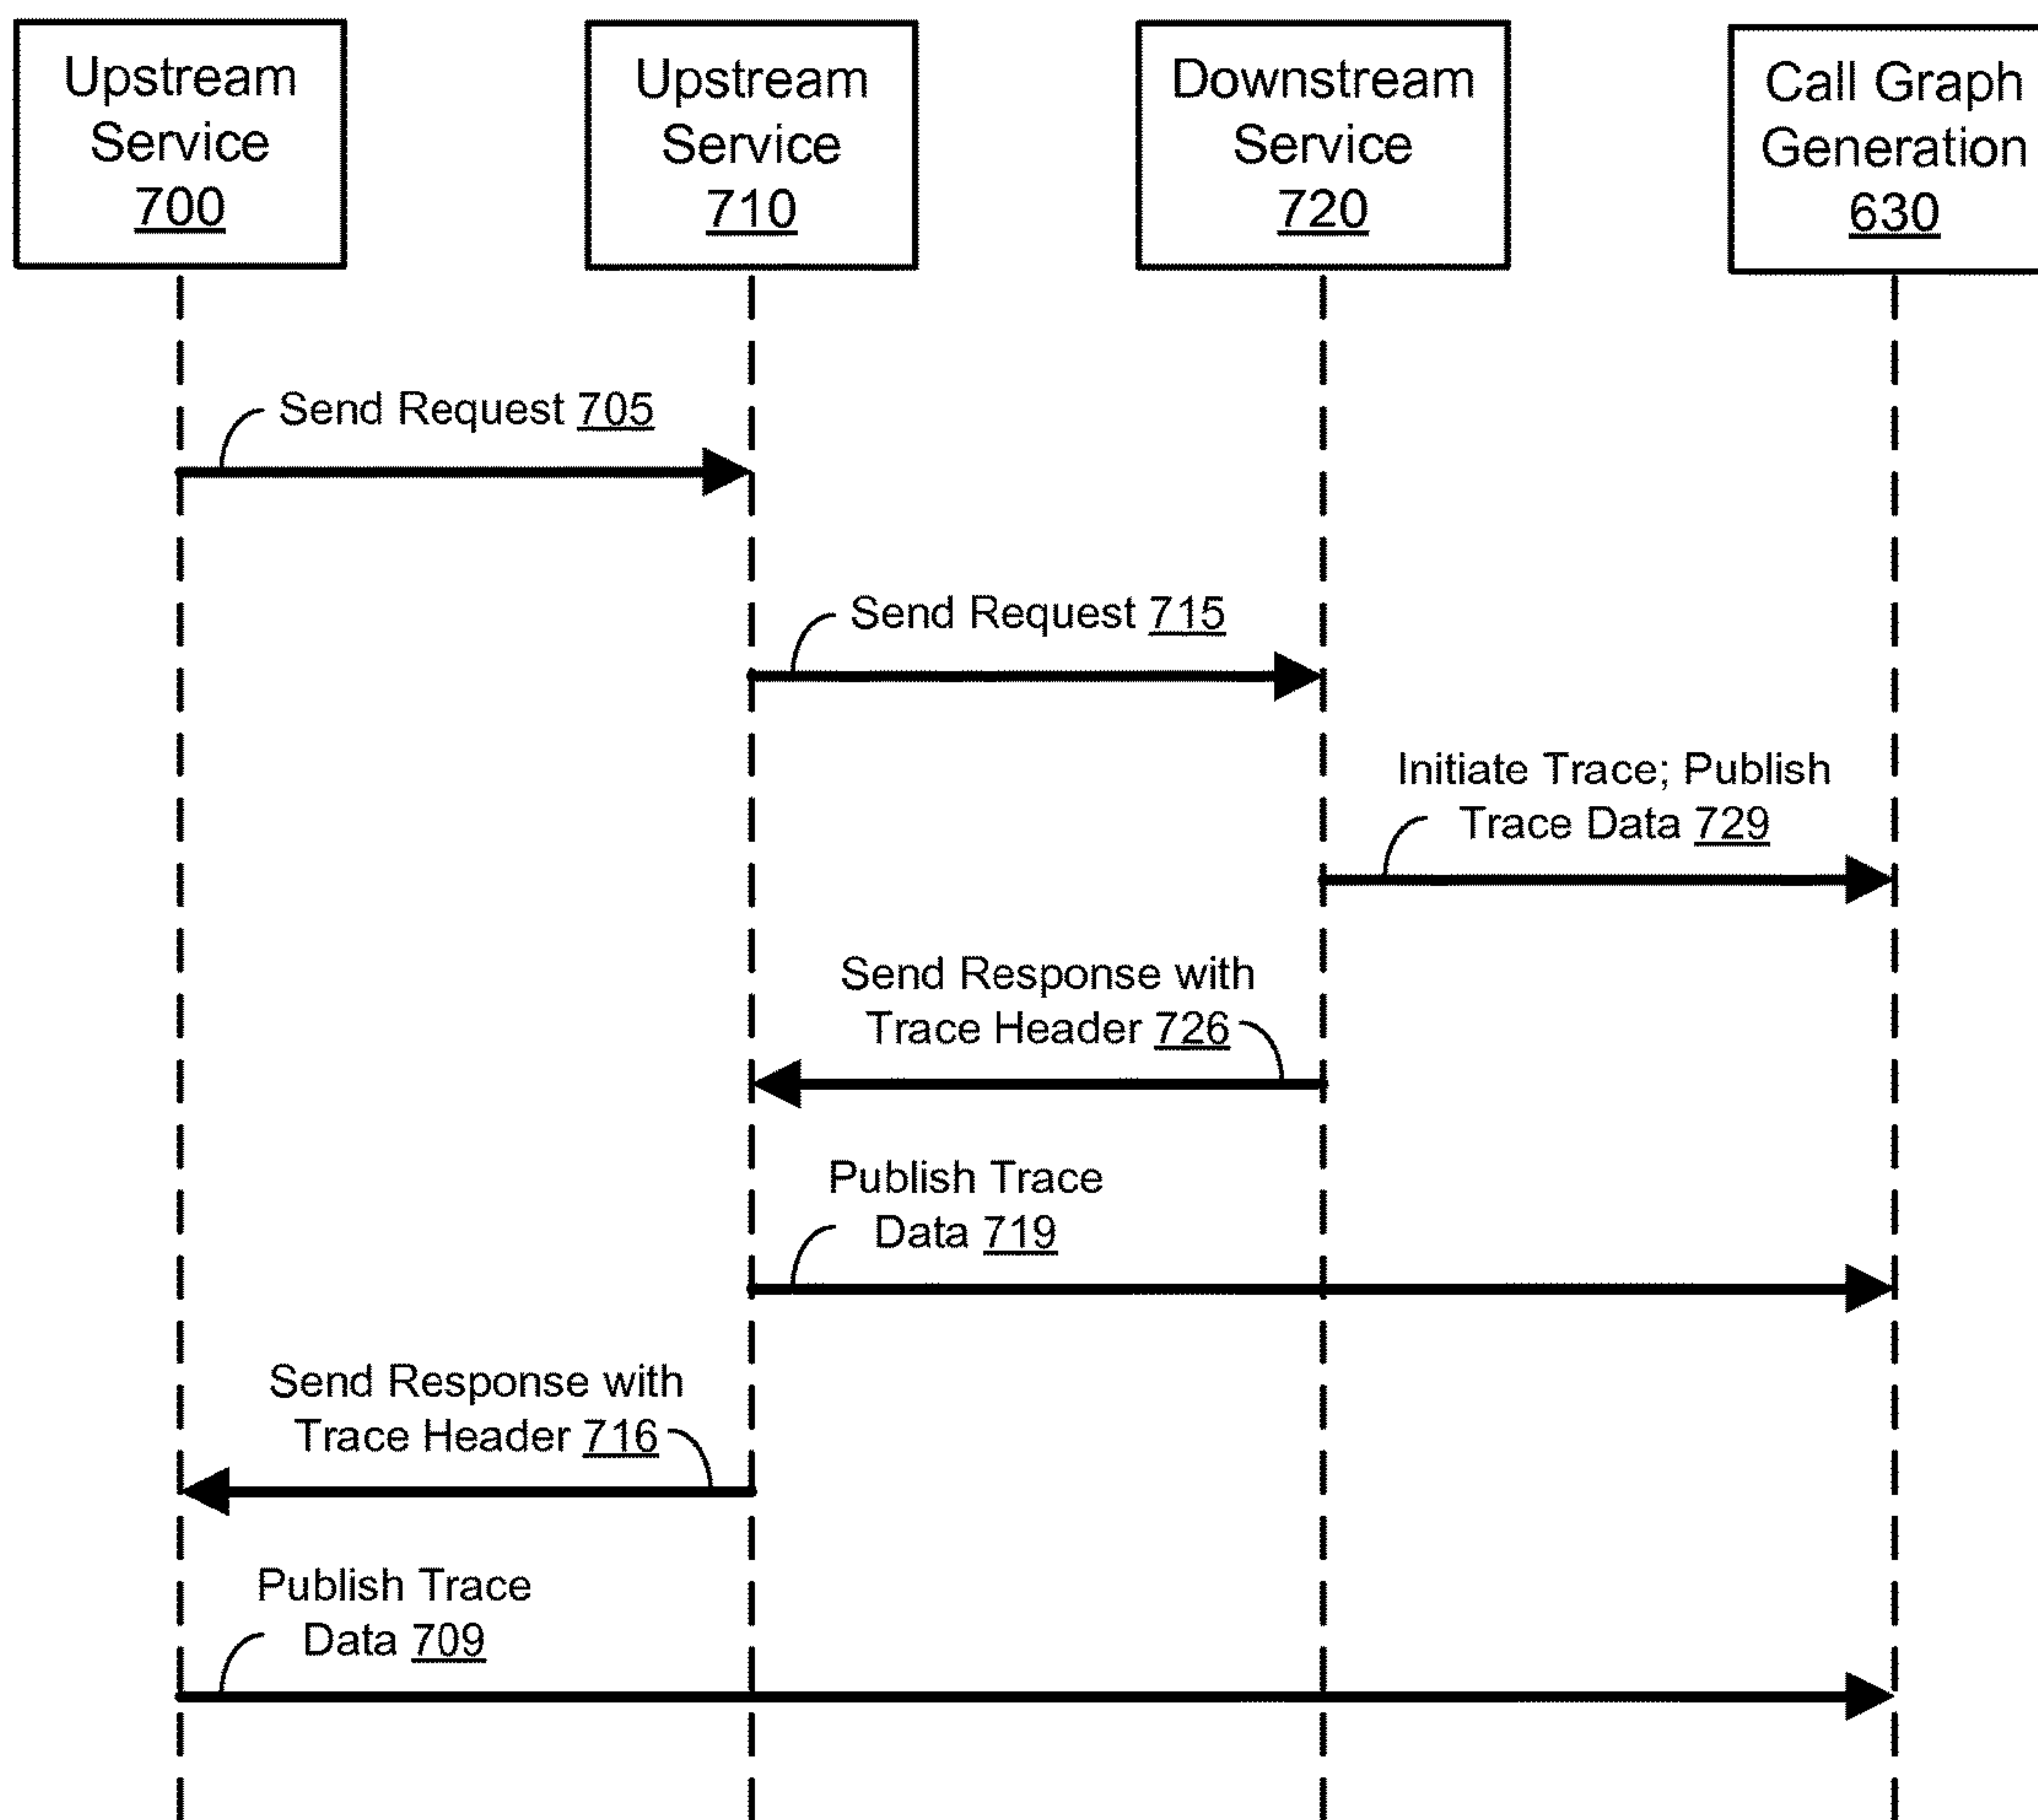 Upstream
Service
700
Upstream
Service
710
Downstream
Service
720
Call Graph
Generation
630
Send Request 705
Send Request 715
Initiate Trace; Publish
Trace Data 729
Send Response with
Trace Header 726
Publish Trace
Data 719
Send Response with
Trace Header 716
Publish Trace
Data 709